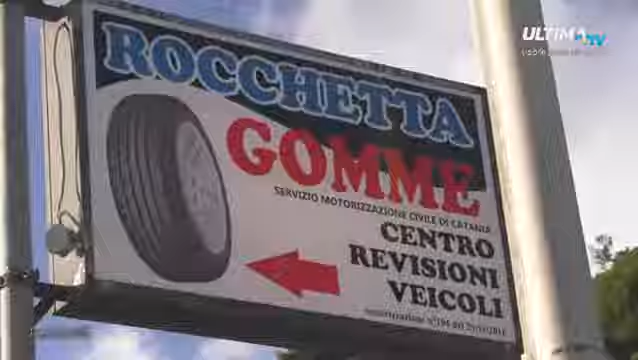 ULTIMA TV
ROCCHETTA
GOMME
SERVIZIO MOTORIZZAZIONE CIVILE DI CATANIA
CENTRO
REVISIONI
VEICOLI